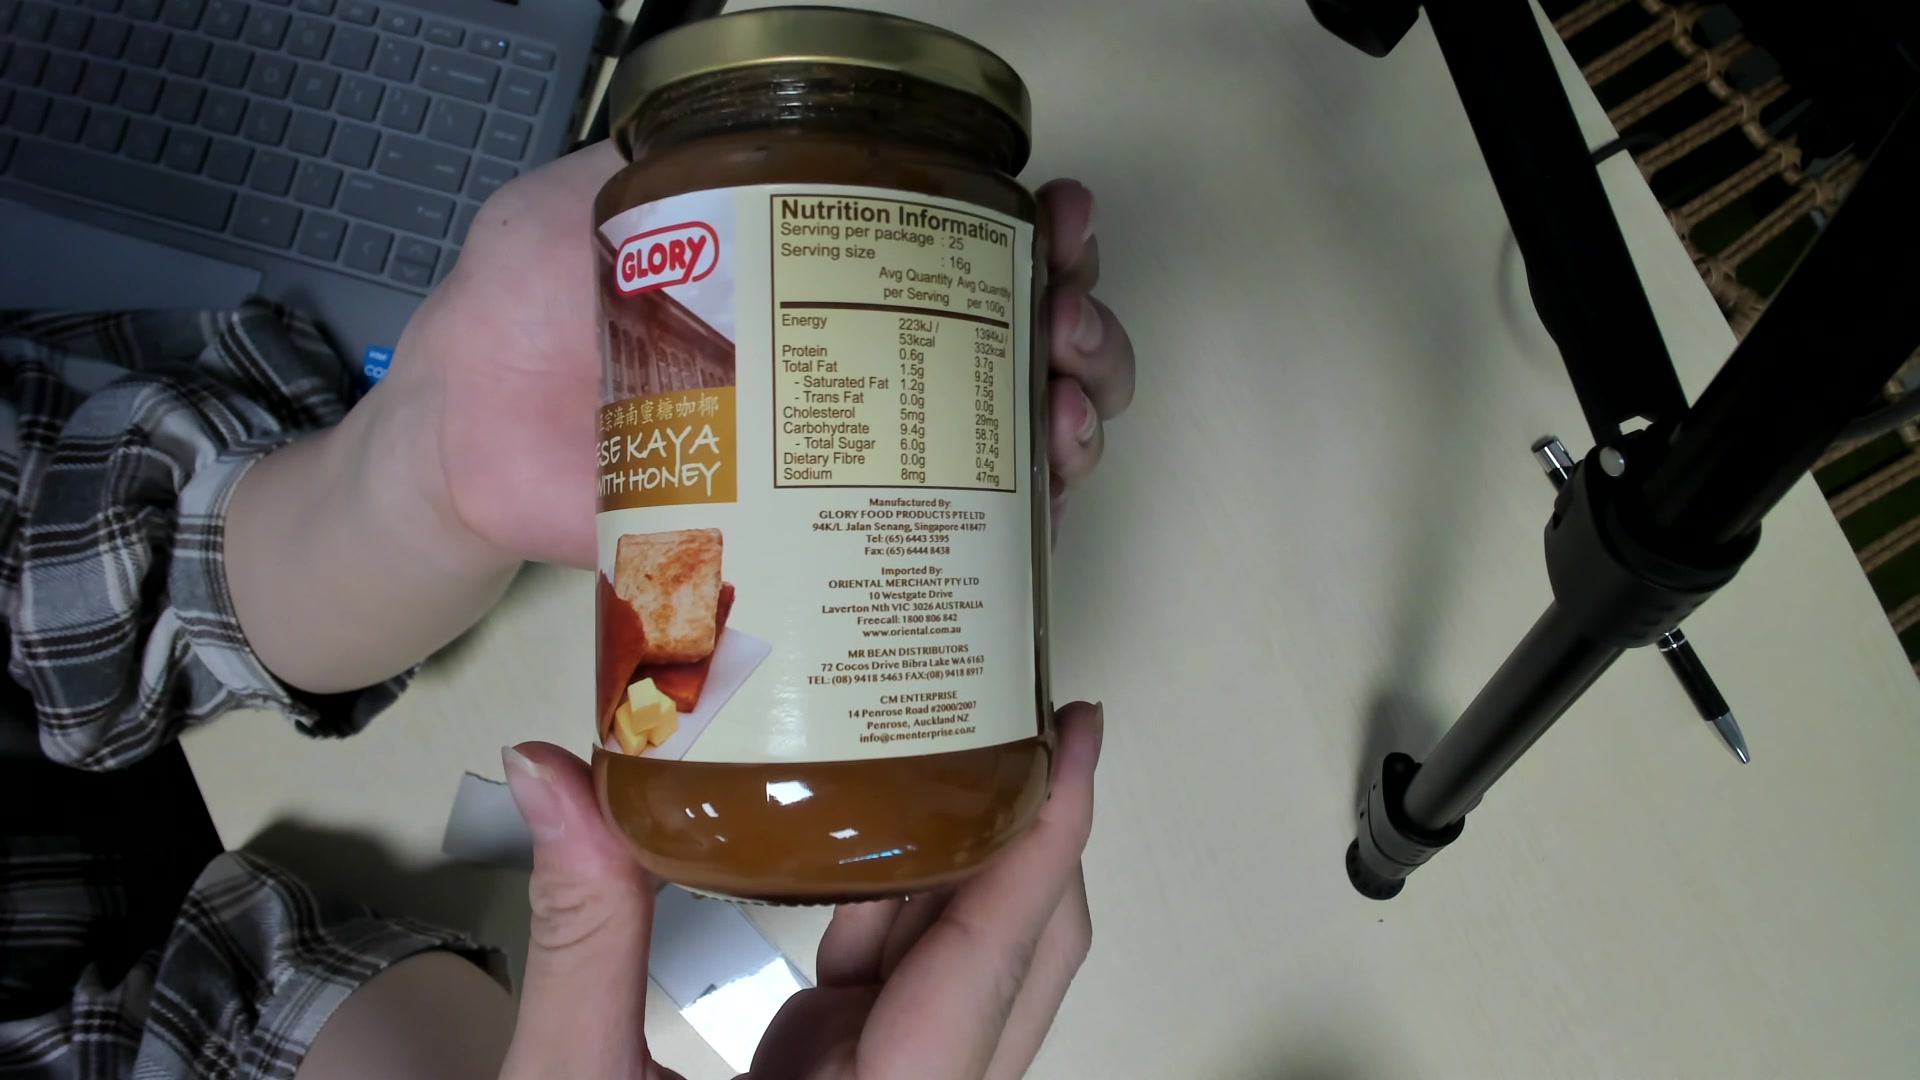 GLORY
宗海南蜜糖咖椰
SE KAYA
WITH HONEY
Nutrition Information
Serving per package : 25
Serving size : 16g
Avg Quantity per Serving Avg Quantity per 100g
Energy 223kJ / 53kcal 1394kJ / 332kcal
Protein 0.6g 3.7g
Total Fat 1.5g 9.2g
- Saturated Fat 1.2g 7.5g
- Trans Fat 0.0g 0.0g
Cholesterol 5mg 29mg
Carbohydrate 9.4g 58.7g
- Total Sugar 6.0g 37.4g
Dietary Fibre 0.0g 0.4g
Sodium 8mg 47mg
Manufactured By:
GLORY FOOD PRODUCTS PTE LTD
94K/L Jalan Senang, Singapore 418477
Tel: (65) 6443 5395
Fax: (65) 6444 8438
Imported By:
ORIENTAL MERCHANT PTY LTD
10 Westgate Drive
Laverton Nth VIC 3026 AUSTRALIA
Freecall: 1800 806 842
www.oriental.com.au
MR BEAN DISTRIBUTORS
72 Cocos Drive Bibra Lake WA 6163
TEL: (08) 9418 5463 FAX:(08) 9418 8917
CM ENTERPRISE
14 Penrose Road #2000/2007
Penrose, Auckland NZ
info@cmenterprise.co.nz